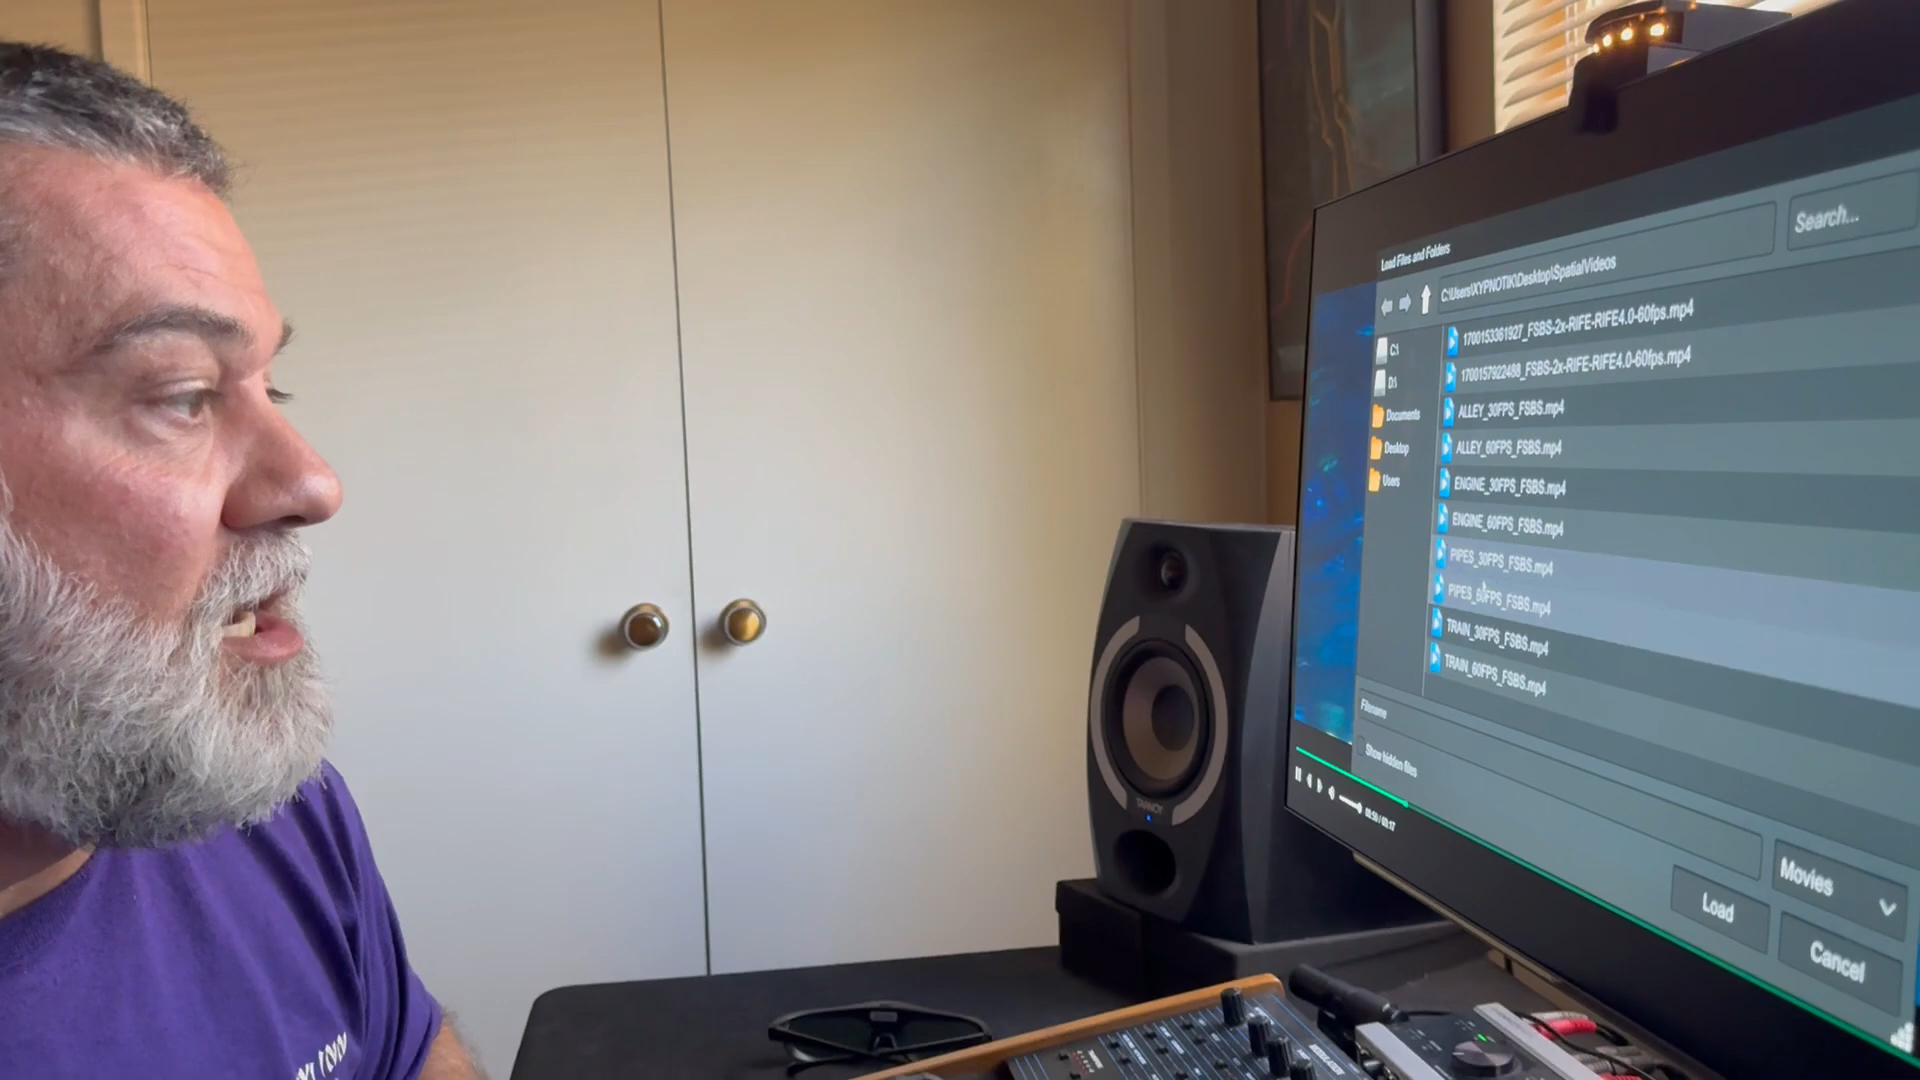 Load Files and Folders
Search...
C:\Users\XYPNOTIK\Desktop\SpatialVideos
C:\
D:\
Documents
Desktop
Users
1700153361927_FSBS-2x-RIFE-RIFE4.0-60fps.mp4
1700157922488_FSBS-2x-RIFE-RIFE4.0-60fps.mp4
ALLEY_30FPS_FSBS.mp4
ALLEY_60FPS_FSBS.mp4
ENGINE_30FPS_FSBS.mp4
ENGINE_60FPS_FSBS.mp4
PIPES_30FPS_FSBS.mp4
PIPES_60FPS_FSBS.mp4
TRAIN_30FPS_FSBS.mp4
TRAIN_60FPS_FSBS.mp4
Filename
Show hidden files
Movies
Load
Cancel
TANNOY